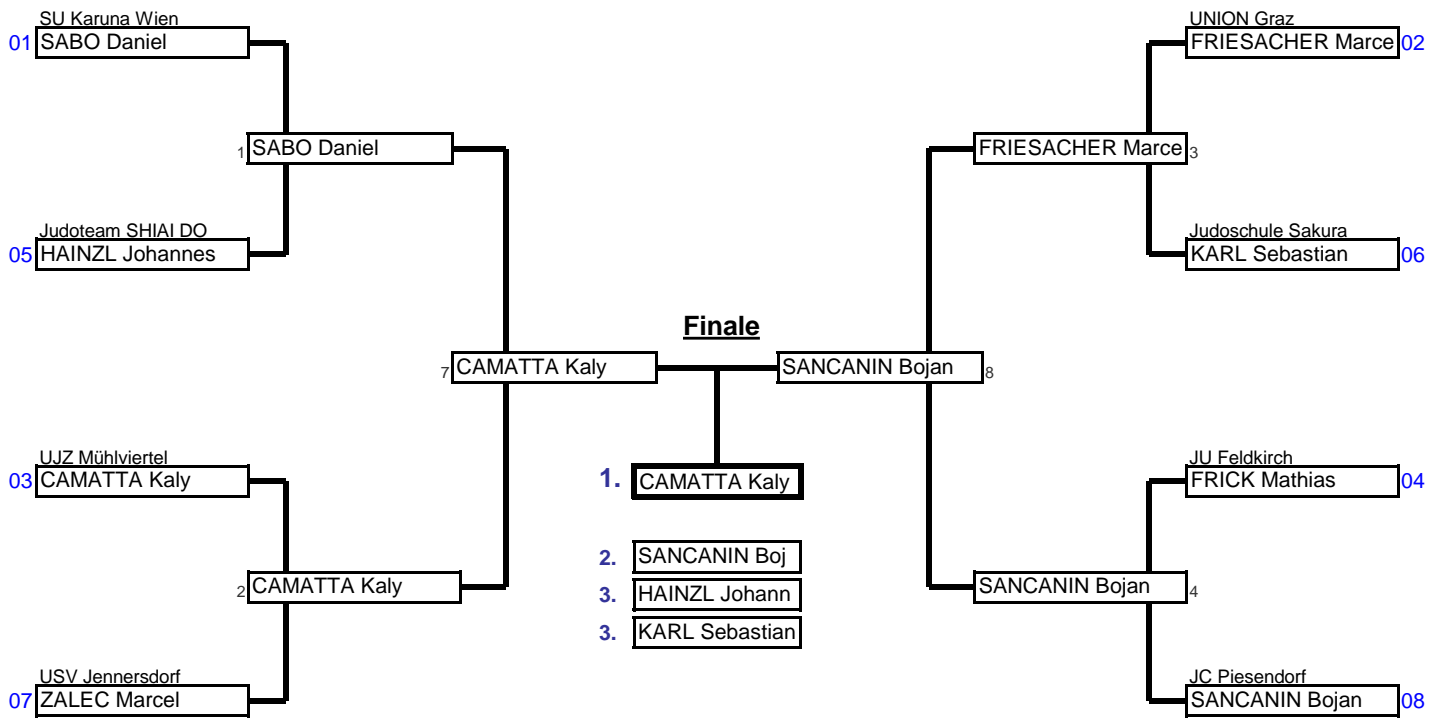 SU Karuna Wien
01 SABO Daniel
1 SABO Daniel
Judoteam SHIAI DO
05 HAINZL Johannes
7 CAMATTA Kaly
UJZ Mühlviertel
03 CAMATTA Kaly
2 CAMATTA Kaly
USV Jennersdorf
07 ZALEC Marcel
Finale
1. CAMATTA Kaly
2. SANCANIN Boj
3. HAINZL Johann
3. KARL Sebastian
UNION Graz
FRIESACHER Marce 02
FRIESACHER Marce 3
Judoschule Sakura
KARL Sebastian 06
SANCANIN Bojan 8
JU Feldkirch
FRICK Mathias 04
SANCANIN Bojan 4
JC Piesendorf
SANCANIN Bojan 08